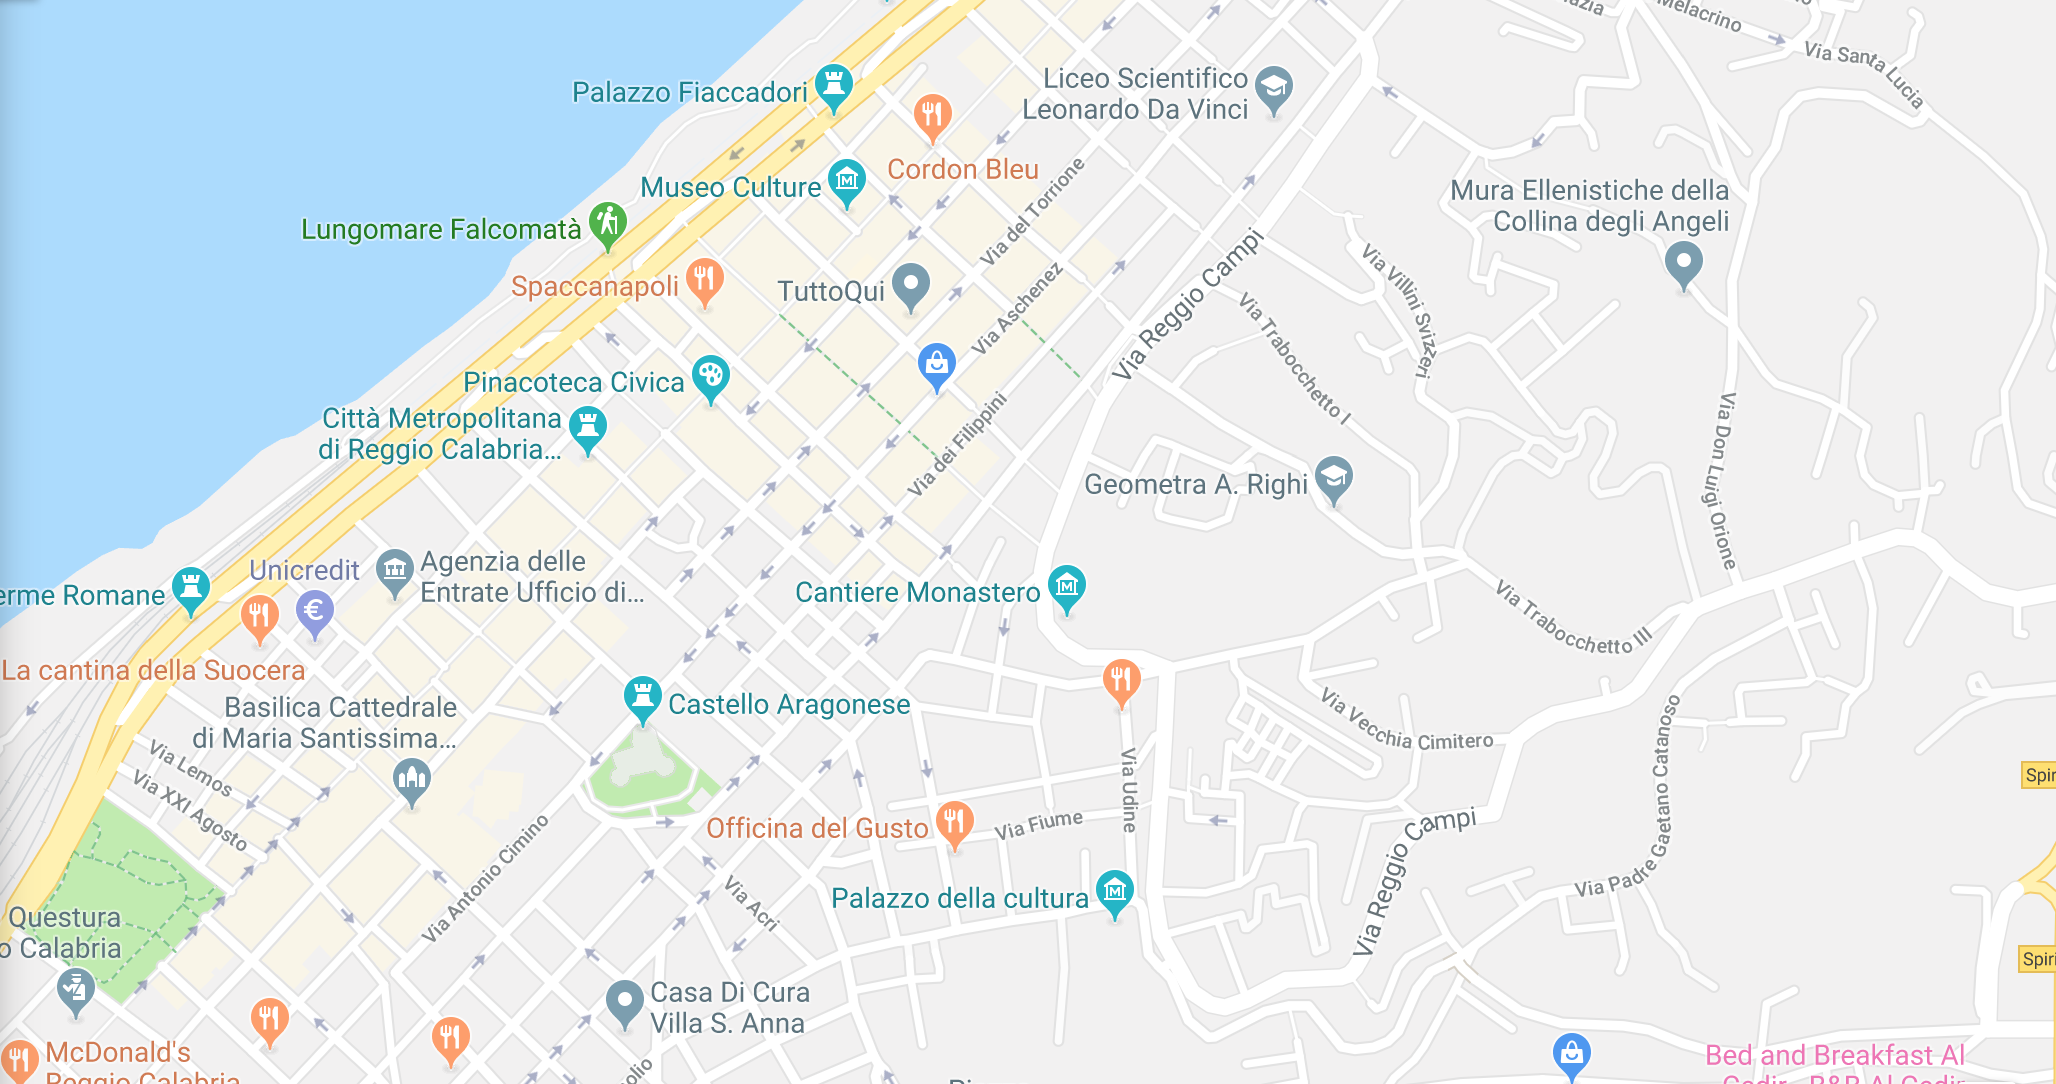 azia
Melacrino
Via Santa Lucia
Liceo Scientifico
Leonardo Da Vinci
Palazzo Fiaccadori
Cordon Bleu
Museo Culture
Via del Torrione
Mura Ellenistiche della
Collina degli Angeli
Lungomare Falcomatà
Spaccanapoli
TuttoQui
Via Aschenez
Via Reggio Campi
Via Villini Svizzeri
Via Trabocchetto I
Pinacoteca Civica
Città Metropolitana
di Reggio Calabria...
Via dei Filippini
Via Don Luigi Orione
Geometra A. Righi
Unicredit
Agenzia delle
Entrate Ufficio di...
erme Romane
Cantiere Monastero
Via Trabocchetto III
La cantina della Suocera
Basilica Cattedrale
di Maria Santissima...
Castello Aragonese
Via Vecchia Cimitero
Via Padre Gaetano Catanoso
Via Lemos
Via XXI Agosto
Via Udine
Spir
Officina del Gusto
Via Fiume
Via Reggio Campi
Via Antonio Cimino
Via Acri
Palazzo della cultura
Questura
o Calabria
Spiri
Casa Di Cura
Villa S. Anna
McDonald's
Reggio Calabria
olio
Bed and Breakfast Al